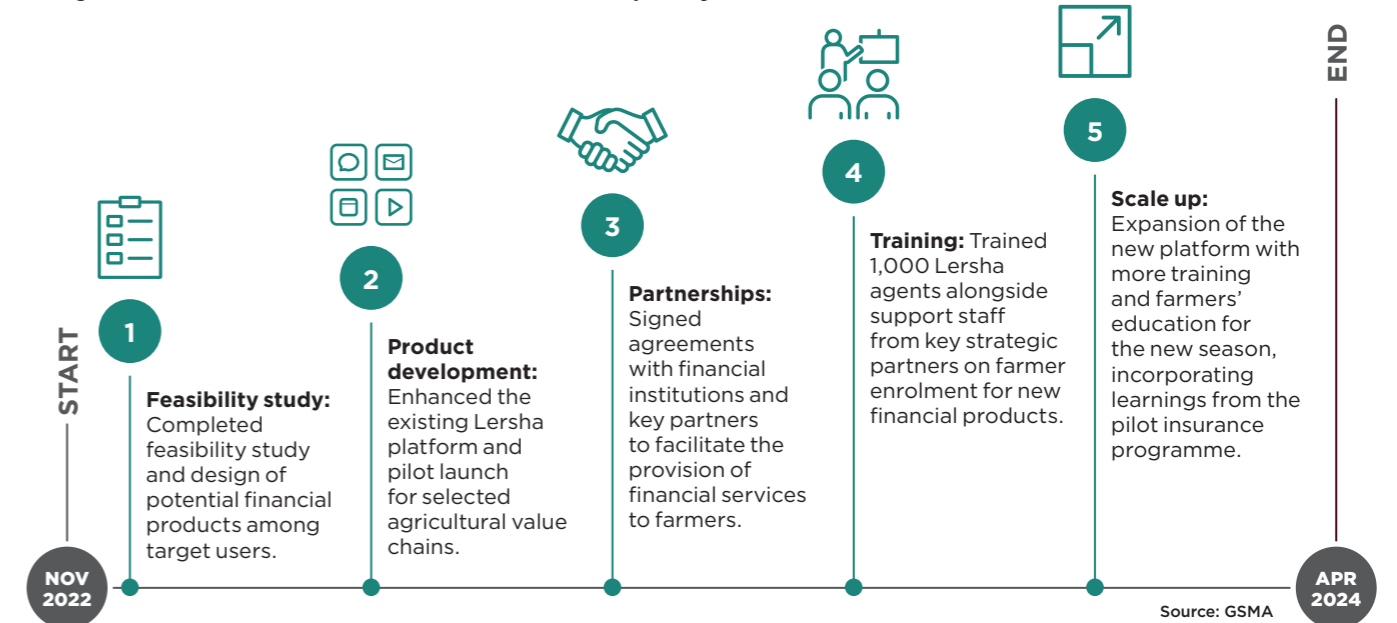 START
NOV
2022
1
Feasibility study:
Completed
feasibility study
and design of
potential financial
products among
target users.
2
Product
development:
Enhanced the
existing Lersha
platform and
pilot launch
for selected
agricultural value
chains.
3
Partnerships:
Signed
agreements
with financial
institutions and
key partners
to facilitate the
provision of
financial services
to farmers.
4
Training: Trained
1,000 Lersha
agents alongside
support staff
from key strategic
partners on farmer
enrolment for new
financial products.
5
Scale up:
Expansion of the
new platform with
more training
and farmers’
education for
the new season,
incorporating
learnings from the
pilot insurance
programme.
END
APR
2024
Source: GSMA